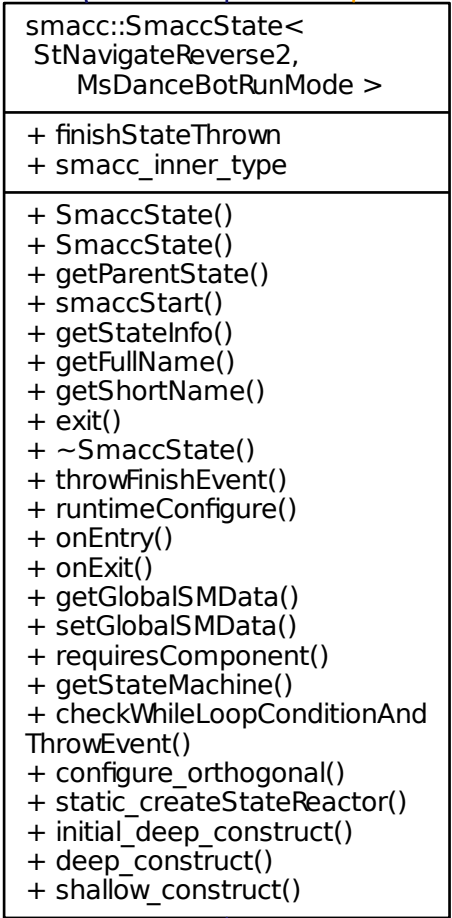 smacc::SmaccState<
StNavigateReverse2,
MsDanceBotRunMode >
+ finishStateThrown
+ smacc_inner_type
+ SmaccState()
+ SmaccState()
+ getParentState()
+ smaccStart()
+ getStateInfo()
+ getFullName()
+ getShortName()
+ exit()
+ ~SmaccState()
+ throwFinishEvent()
+ runtimeConfigure()
+ onEntry()
+ onExit()
+ getGlobalSMData()
+ setGlobalSMData()
+ requiresComponent()
+ getStateMachine()
+ checkWhileLoopConditionAnd
ThrowEvent()
+ configure_orthogonal()
+ static_createStateReactor()
+ initial_deep_construct()
+ deep_construct()
+ shallow_construct()